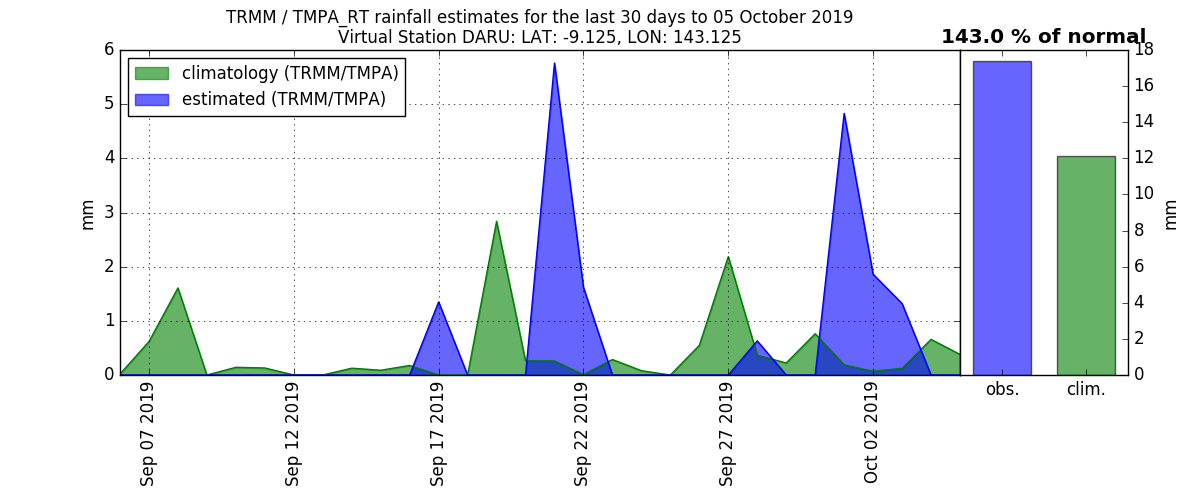 TRMM / TMPA_RT rainfall estimates for the last 30 days to 05 October 2019
Virtual Station DARU: LAT: -9.125, LON: 143.125
143.0 % of normal
climatology (TRMM/TMPA)
estimated (TRMM/TMPA)
6
5
4
3
2
1
0
mm
Sep 07 2019
Sep 12 2019
Sep 17 2019
Sep 22 2019
Sep 27 2019
Oct 02 2019
obs.
clim.
18
16
14
12
10
8
6
4
2
0
mm